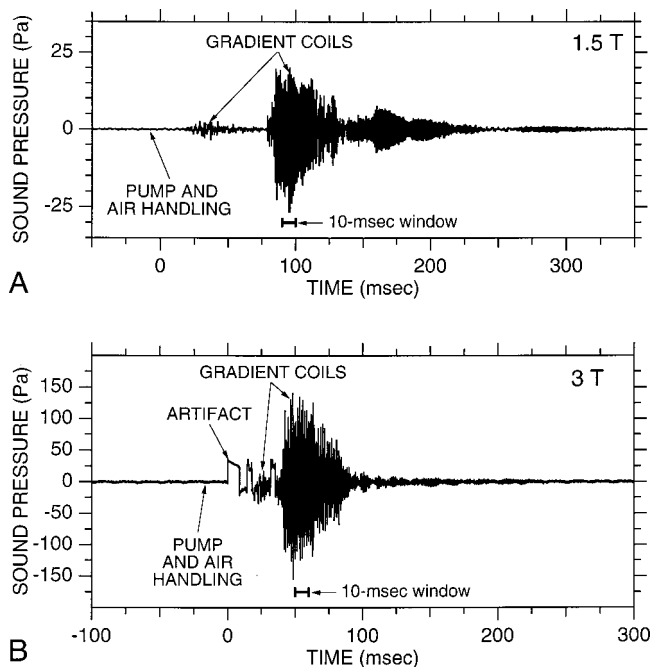 A
SOUND PRESSURE (Pa)
25
0
-25
GRADIENT COILS
1.5 T
PUMP AND
AIR HANDLING
10-msec window
0 100 200 300
TIME (msec)
B
SOUND PRESSURE (Pa)
150
100
50
0
-50
-100
-150
GRADIENT COILS
3 T
ARTIFACT
PUMP
AND AIR
HANDLING
10-msec window
-100 0 100 200 300
TIME (msec)